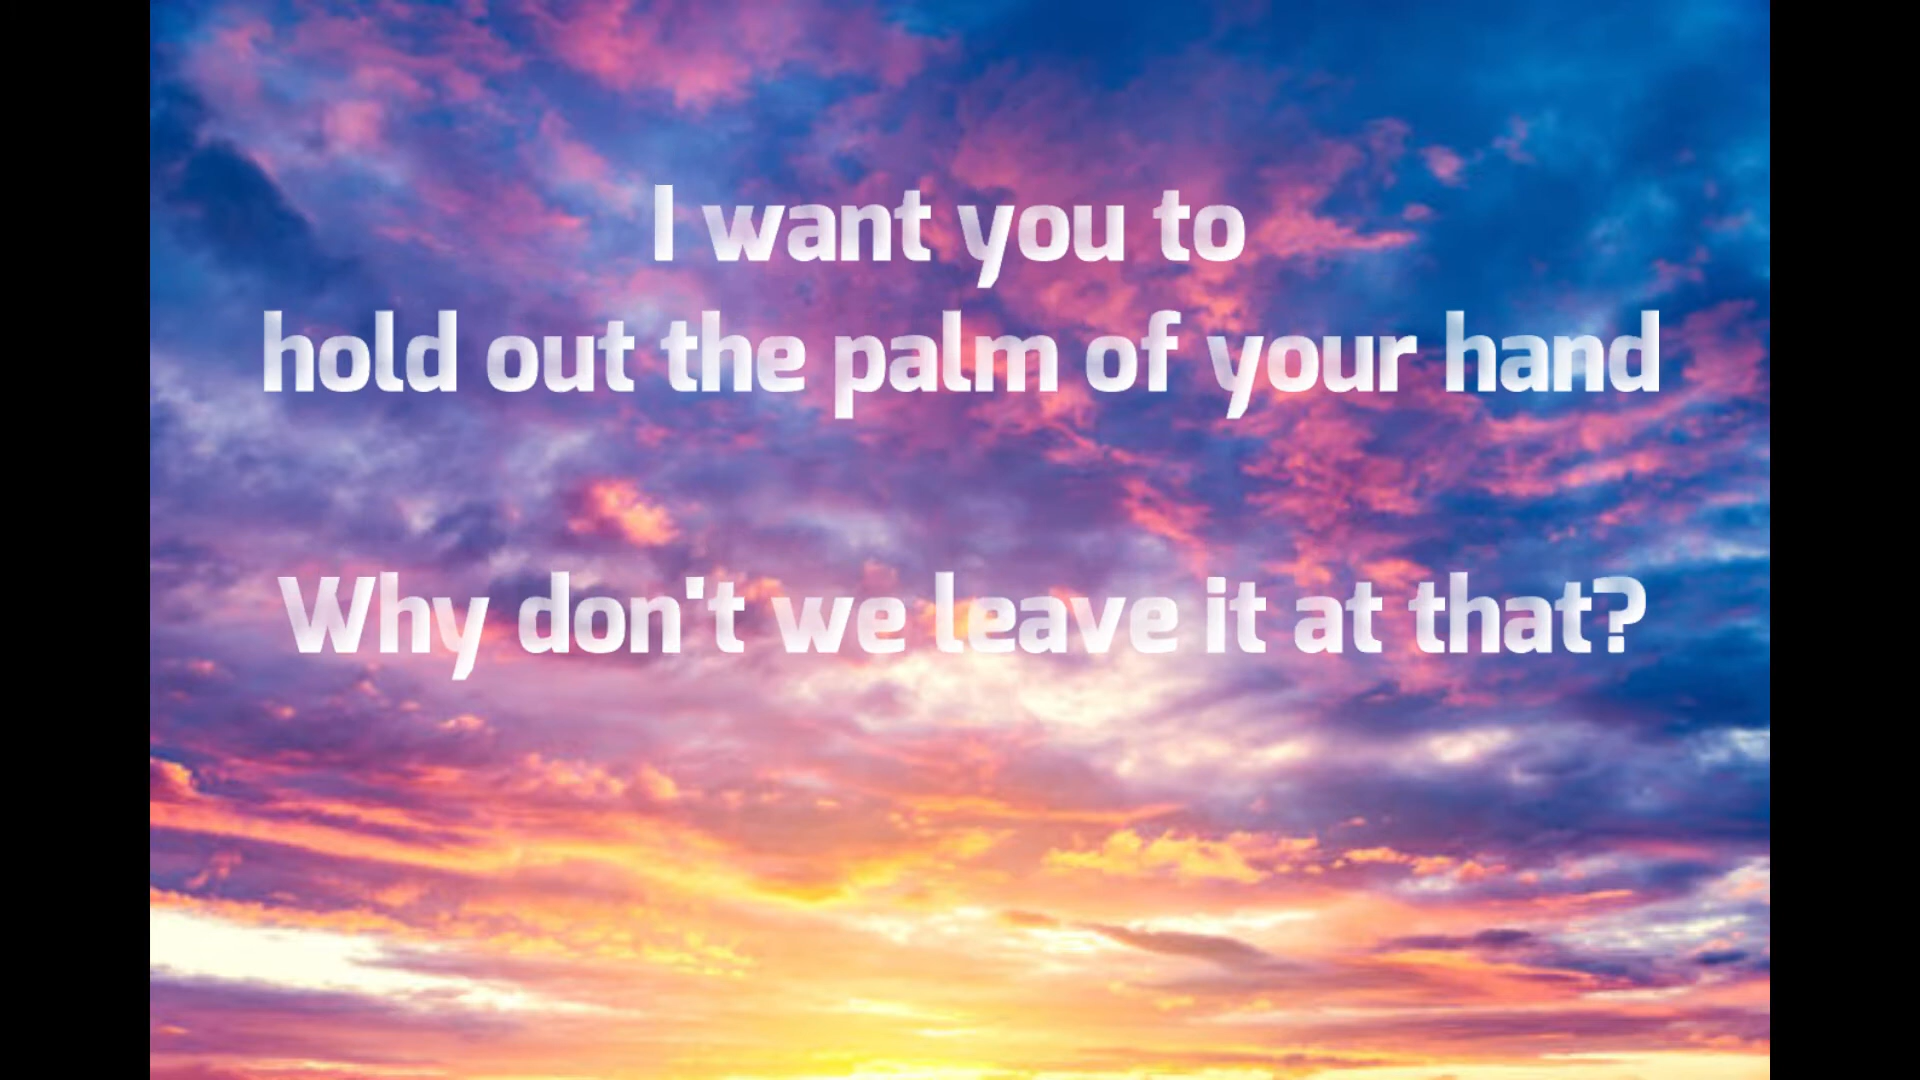 I want you to
hold out the palm of your hand
Why don't we leave it at that?